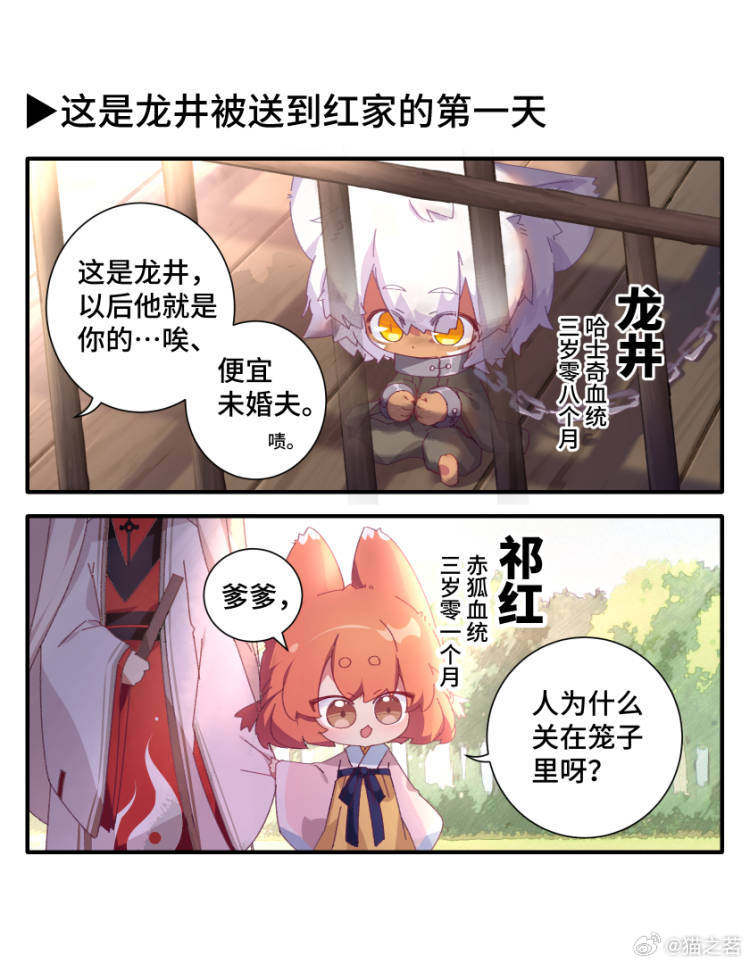 ▶这是龙井被送到红家的第一天
这是龙井，
以后他就是
你的…唉、
便宜
未婚夫。
啧。
龙井
哈士奇血统
三岁零八个月
爹爹，
祁红
赤狐血统
三岁零一个月
人为什么
关在笼子
里呀？
@猫之茗